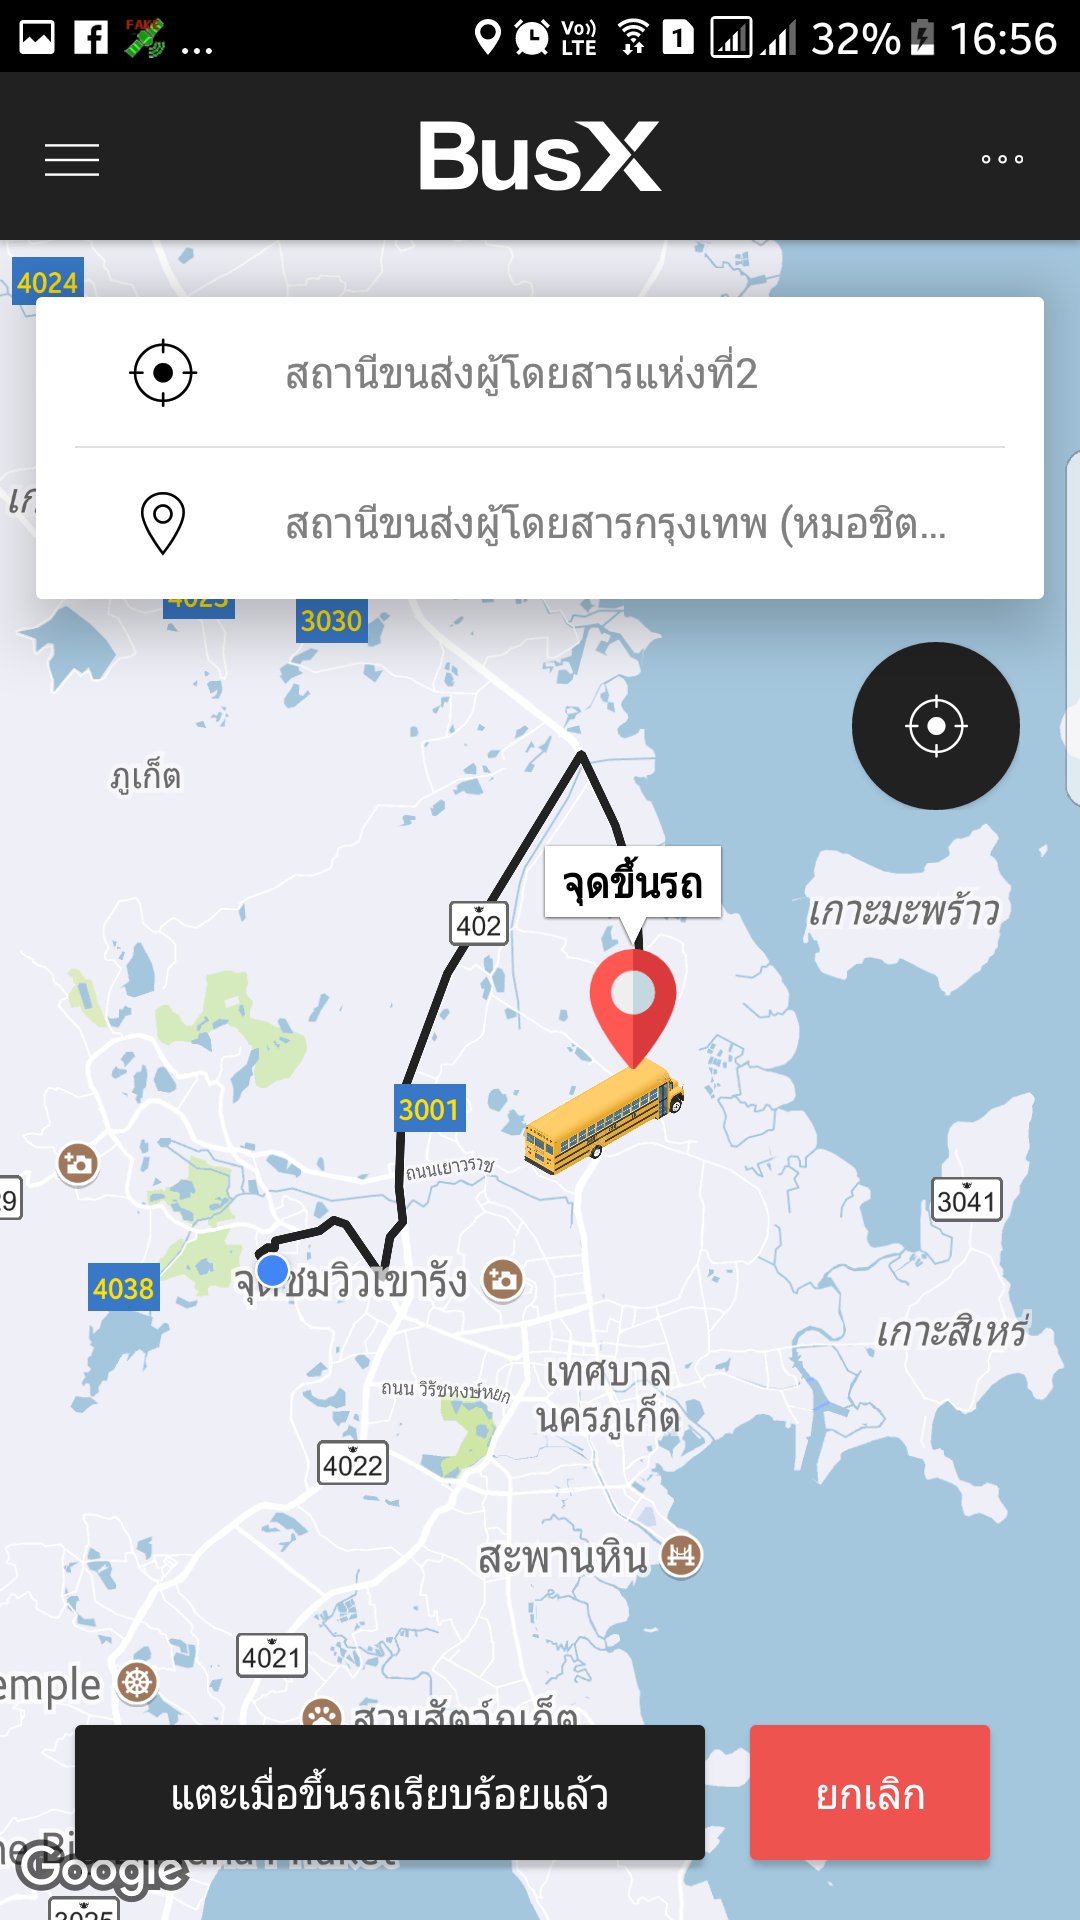 FAKE
...
Vo))
LTE
1
32%
16:56
BusX
4024
สถานีขนส่งผู้โดยสารแห่งที่2
สถานีขนส่งผู้โดยสารกรุงเทพ (หมอชิต...
3030
ภูเก็ต
จุดขึ้นรถ
402
เกาะมะพร้าว
3001
ถนนเยาวราช
3041
4038
จุดชมวิวเขารัง
เกาะสิเหร่
เทศบาล
นครภูเก็ต
ถนน วิรัชหงษ์หยก
4022
สะพานหิน
4021
emple
สวนสัตว์ภูเก็ต
แตะเมื่อขึ้นรถเรียบร้อยแล้ว
ยกเลิก
Google